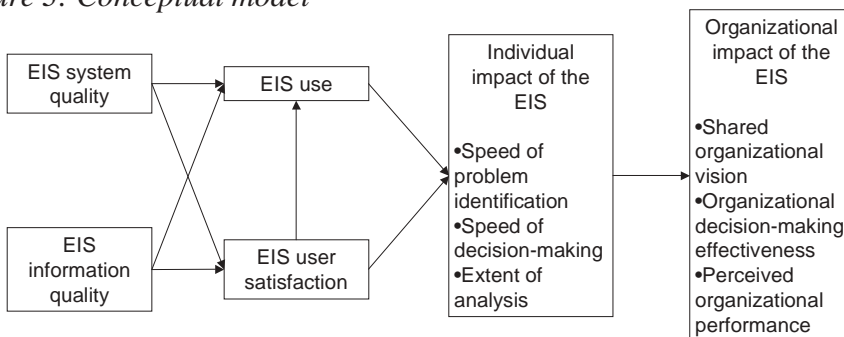 3: Conceptual model
EIS system
quality
EIS use
EIS
information
quality
EIS user
satisfaction
Individual
impact of the
EIS
•Speed of
problem
identification
•Speed of
decision-making
•Extent of
analysis
Organizational
impact of the
EIS
•Shared
organizational
vision
•Organizational
decision-making
effectiveness
•Perceived
organizational
performance